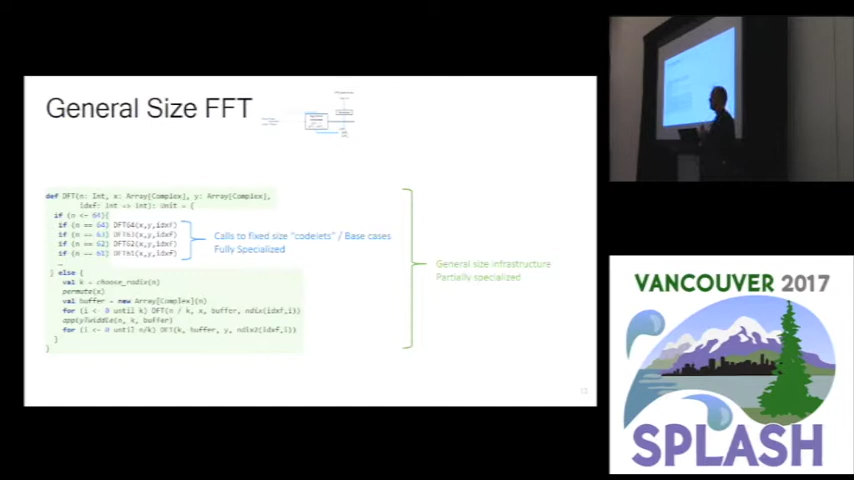 General Size FFT
def DFT(n: Int, x: Array[Complex], y: Array[Complex],
idxf: int => int): Unit = {
if (n <= 64){
if (n == 64) DFT64(x,y,idxf)
if (n == 63) DFT63(x,y,idxf)
if (n == 62) DFT62(x,y,idxf)
if (n == 61) DFT61(x,y,idxf)
…
} else {
val k = choose_radix(n)
permute(x)
val buffer = new Array[Complex](n)
for (i <- 0 until k) DFT(n / k, x, buffer, ndix(idxf,i))
applyTwiddle(n, k, buffer)
for (i <- 0 until n/k) DFT(k, buffer, y, ndix2(idxf,i))
}
}
Calls to fixed size "codelets" / Base cases
Fully Specialized
General size infrastructure
Partially specialized
VANCOUVER 2017
SPLASH